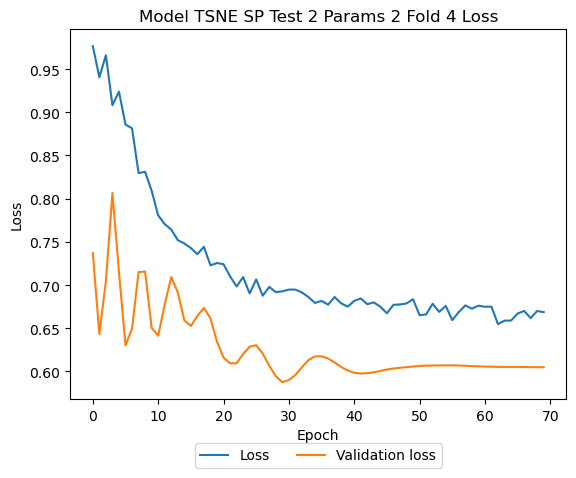 Model TSNE SP Test 2 Params 2 Fold 4 Loss
0.95
0.90
0.85
0.80
0.75
0.70
0.65
0.60
Loss
0 10 20 30 40 50 60 70
Epoch
Loss Validation loss